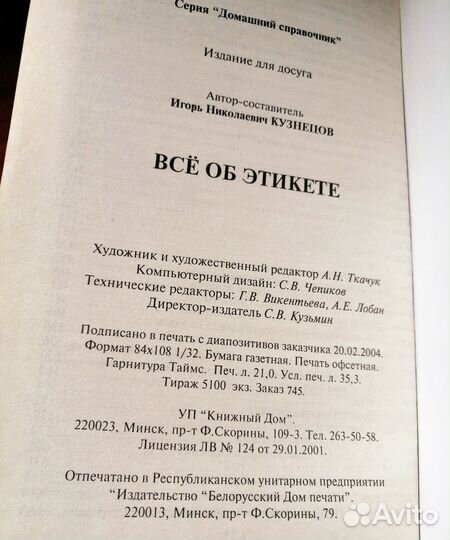 Серия “Домашний справочник”
Издание для досуга
Автор-составитель
Игорь Николаевич КУЗНЕЦОВ
ВСЁ ОБ ЭТИКЕТЕ
Художник и художественный редактор А.Н. Ткачук
Компьютерный дизайн: С.В. Чепиков
Технические редакторы: Г.В. Викентьева, А.Е. Лобан
Директор-издатель С.В. Кузьмин
Подписано в печать с диапозитивов заказчика 20.02.2004.
Формат 84x108 1/32. Бумага газетная. Печать офсетная.
Гарнитура Таймс. Печ. л. 21,0. Усл. печ. л. 35,3.
Тираж 5100 экз. Заказ 745.
УП “Книжный Дом”.
220023, Минск, пр-т Ф.Скорины, 109-3. Тел. 263-50-58.
Лицензия ЛВ № 124 от 29.01.2001.
Отпечатано в Республиканском унитарном предприятии
“Издательство “Белорусский Дом печати”.
220013, Минск, пр-т Ф.Скорины, 79.
Avito